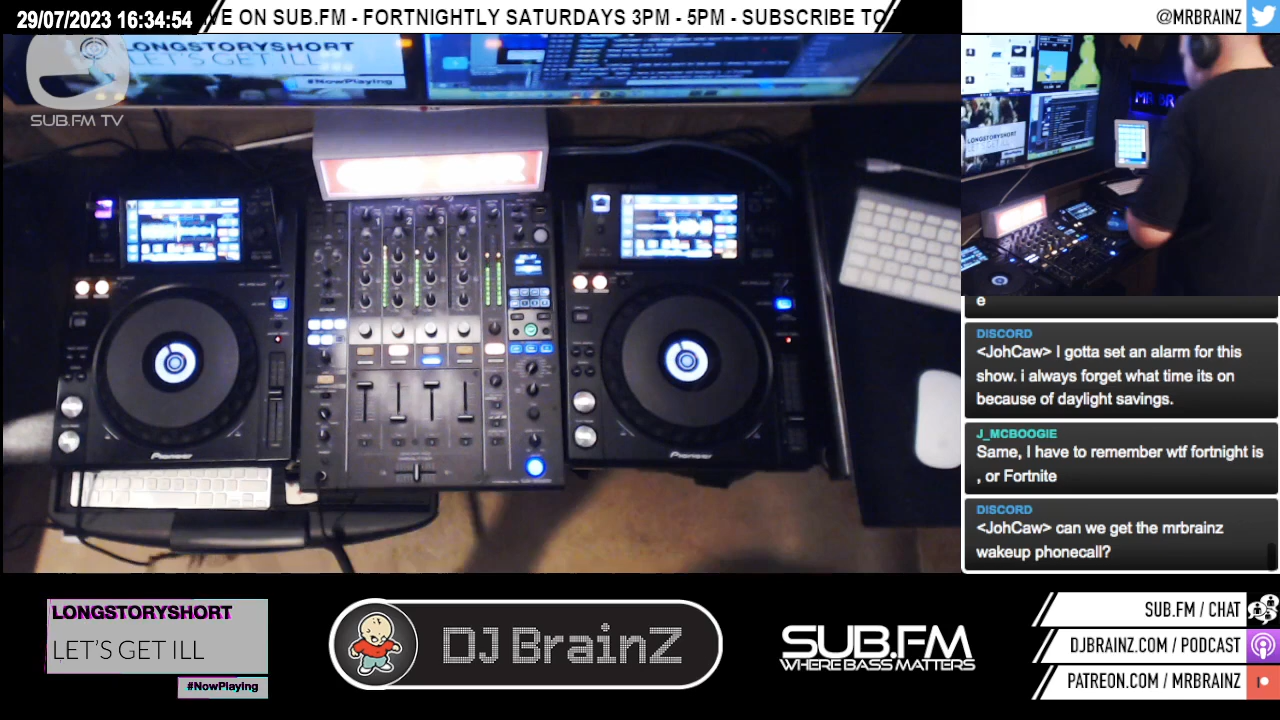 29/07/2023 16:34:54
VE ON SUB.FM - FORTNIGHTLY SATURDAYS 3PM - 5PM - SUBSCRIBE TO
@MRBRAINZ
LONGSTORYSHORT
LET'S GET ILL
#NowPlaying
SUB.FM TV
LONGSTORYSHORT
Pioneer
Pioneer
e
DISCORD
<JohCaw> I gotta set an alarm for this
show. i always forget what time its on
because of daylight savings.
J_MCBOOGIE
Same, I have to remember wtf fortnight is
, or Fortnite
DISCORD
<JohCaw> can we get the mrbrainz
wakeup phonecall?
LONGSTORYSHORT
LET'S GET ILL
#NowPlaying
DJ BrainZ
SUB.FM
WHERE BASS MATTERS
SUB.FM / CHAT
DJBRAINZ.COM / PODCAST
PATREON.COM / MRBRAINZ